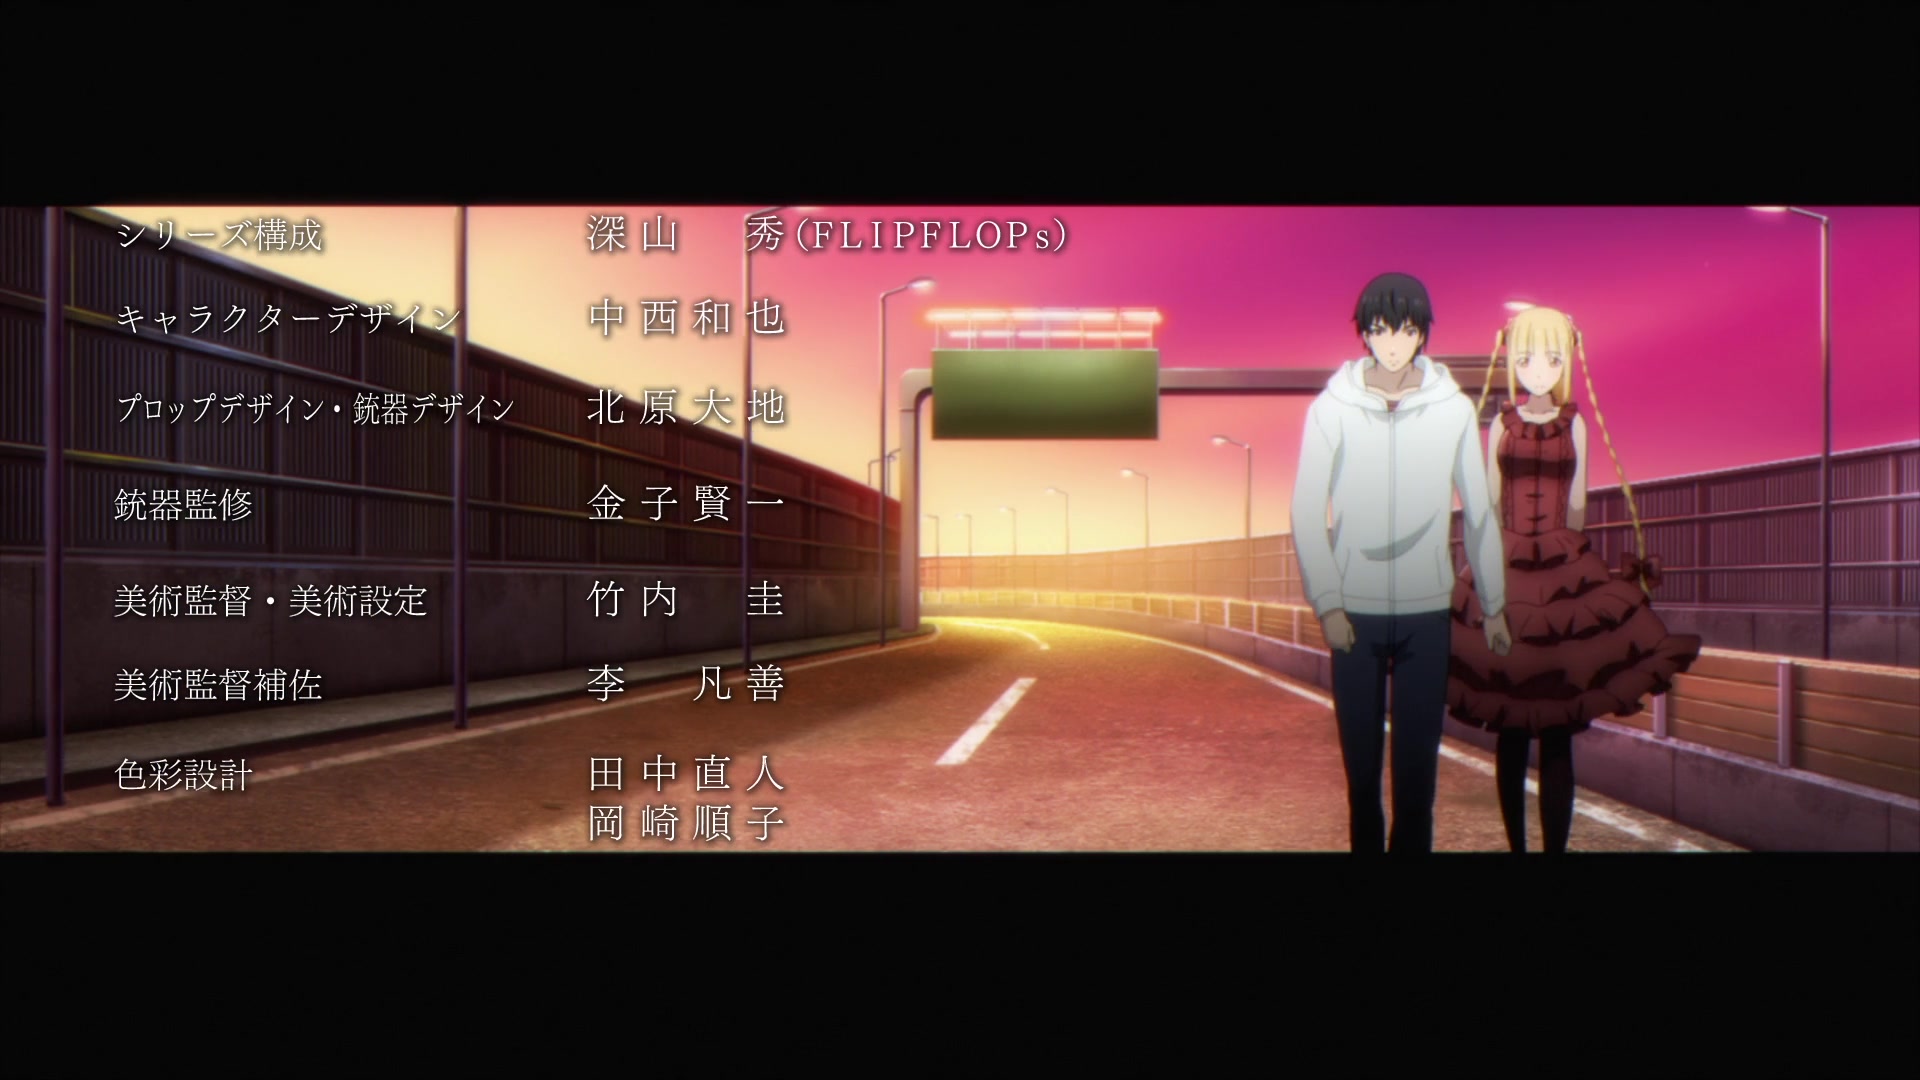 シリーズ構成　深山　秀(FLIPFLOPs)
キャラクターデザイン　中西和也
プロップデザイン・銃器デザイン　北原大地
銃器監修　金子賢一
美術監督・美術設定　竹内　圭
美術監督補佐　李　凡善
色彩設計　田中直人
岡崎順子